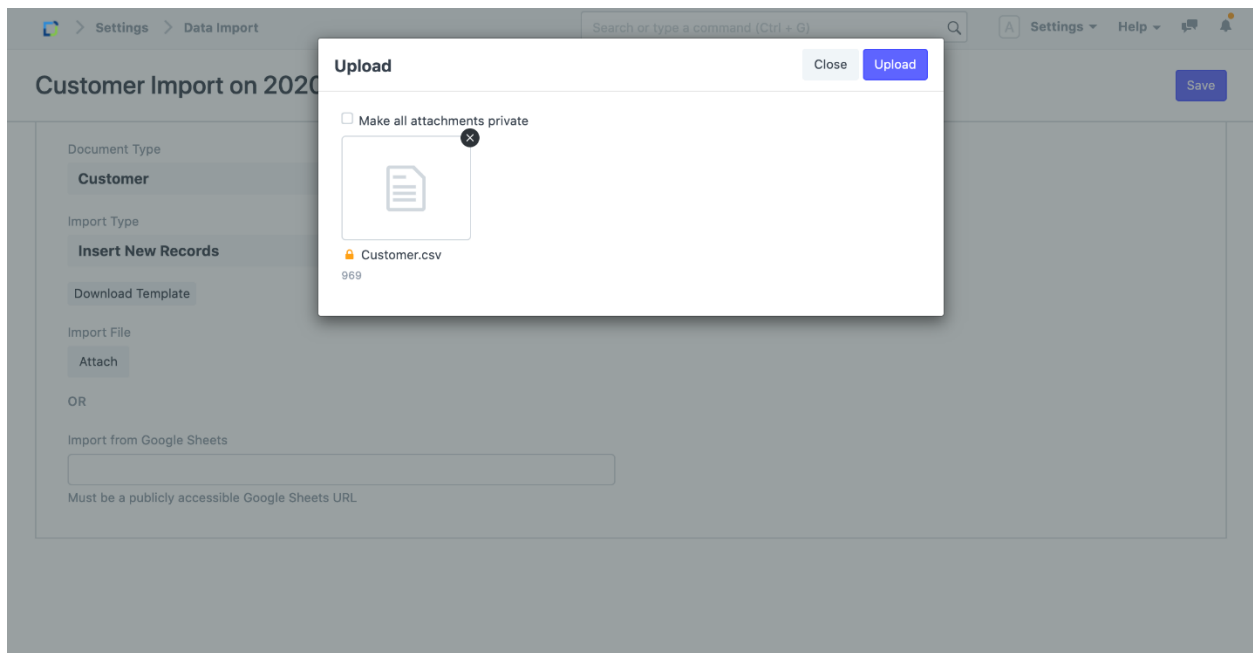 Settings
Data Import
Search or type a command (Ctrl + G)
A
Settings
Help
Customer Import on 2020
Save
Upload
Close
Upload
Make all attachments private
Customer.csv
969
Document Type
Customer
Import Type
Insert New Records
Download Template
Import File
Attach
OR
Import from Google Sheets
Must be a publicly accessible Google Sheets URL